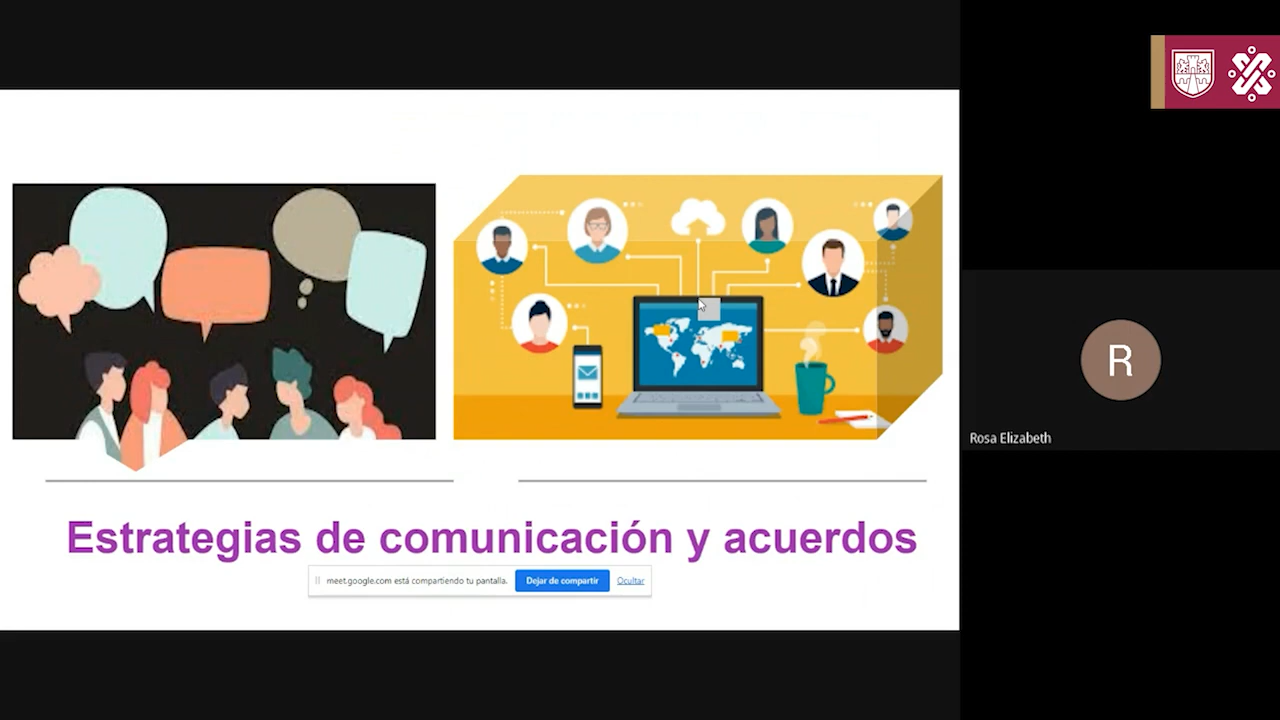 Estrategias de comunicación y acuerdos
meet.google.com está compartiendo tu pantalla. Dejar de compartir Ocultar
R
Rosa Elizabeth